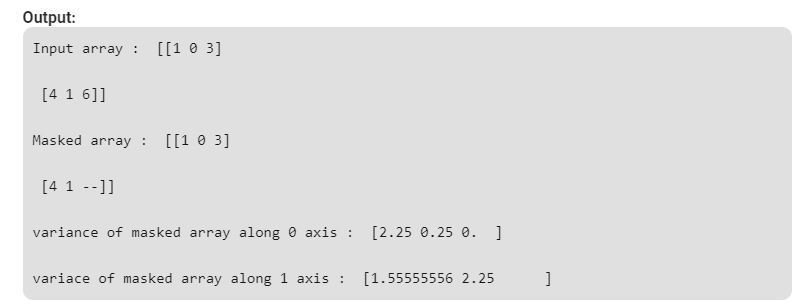 Output:
Input array :  [[1 0 3]
 [4 1 6]]
Masked array :  [[1 0 3]
 [4 1 --]]
variance of masked array along 0 axis :  [2.25 0.25 0.  ]
variace of masked array along 1 axis :  [1.55555556 2.25      ]